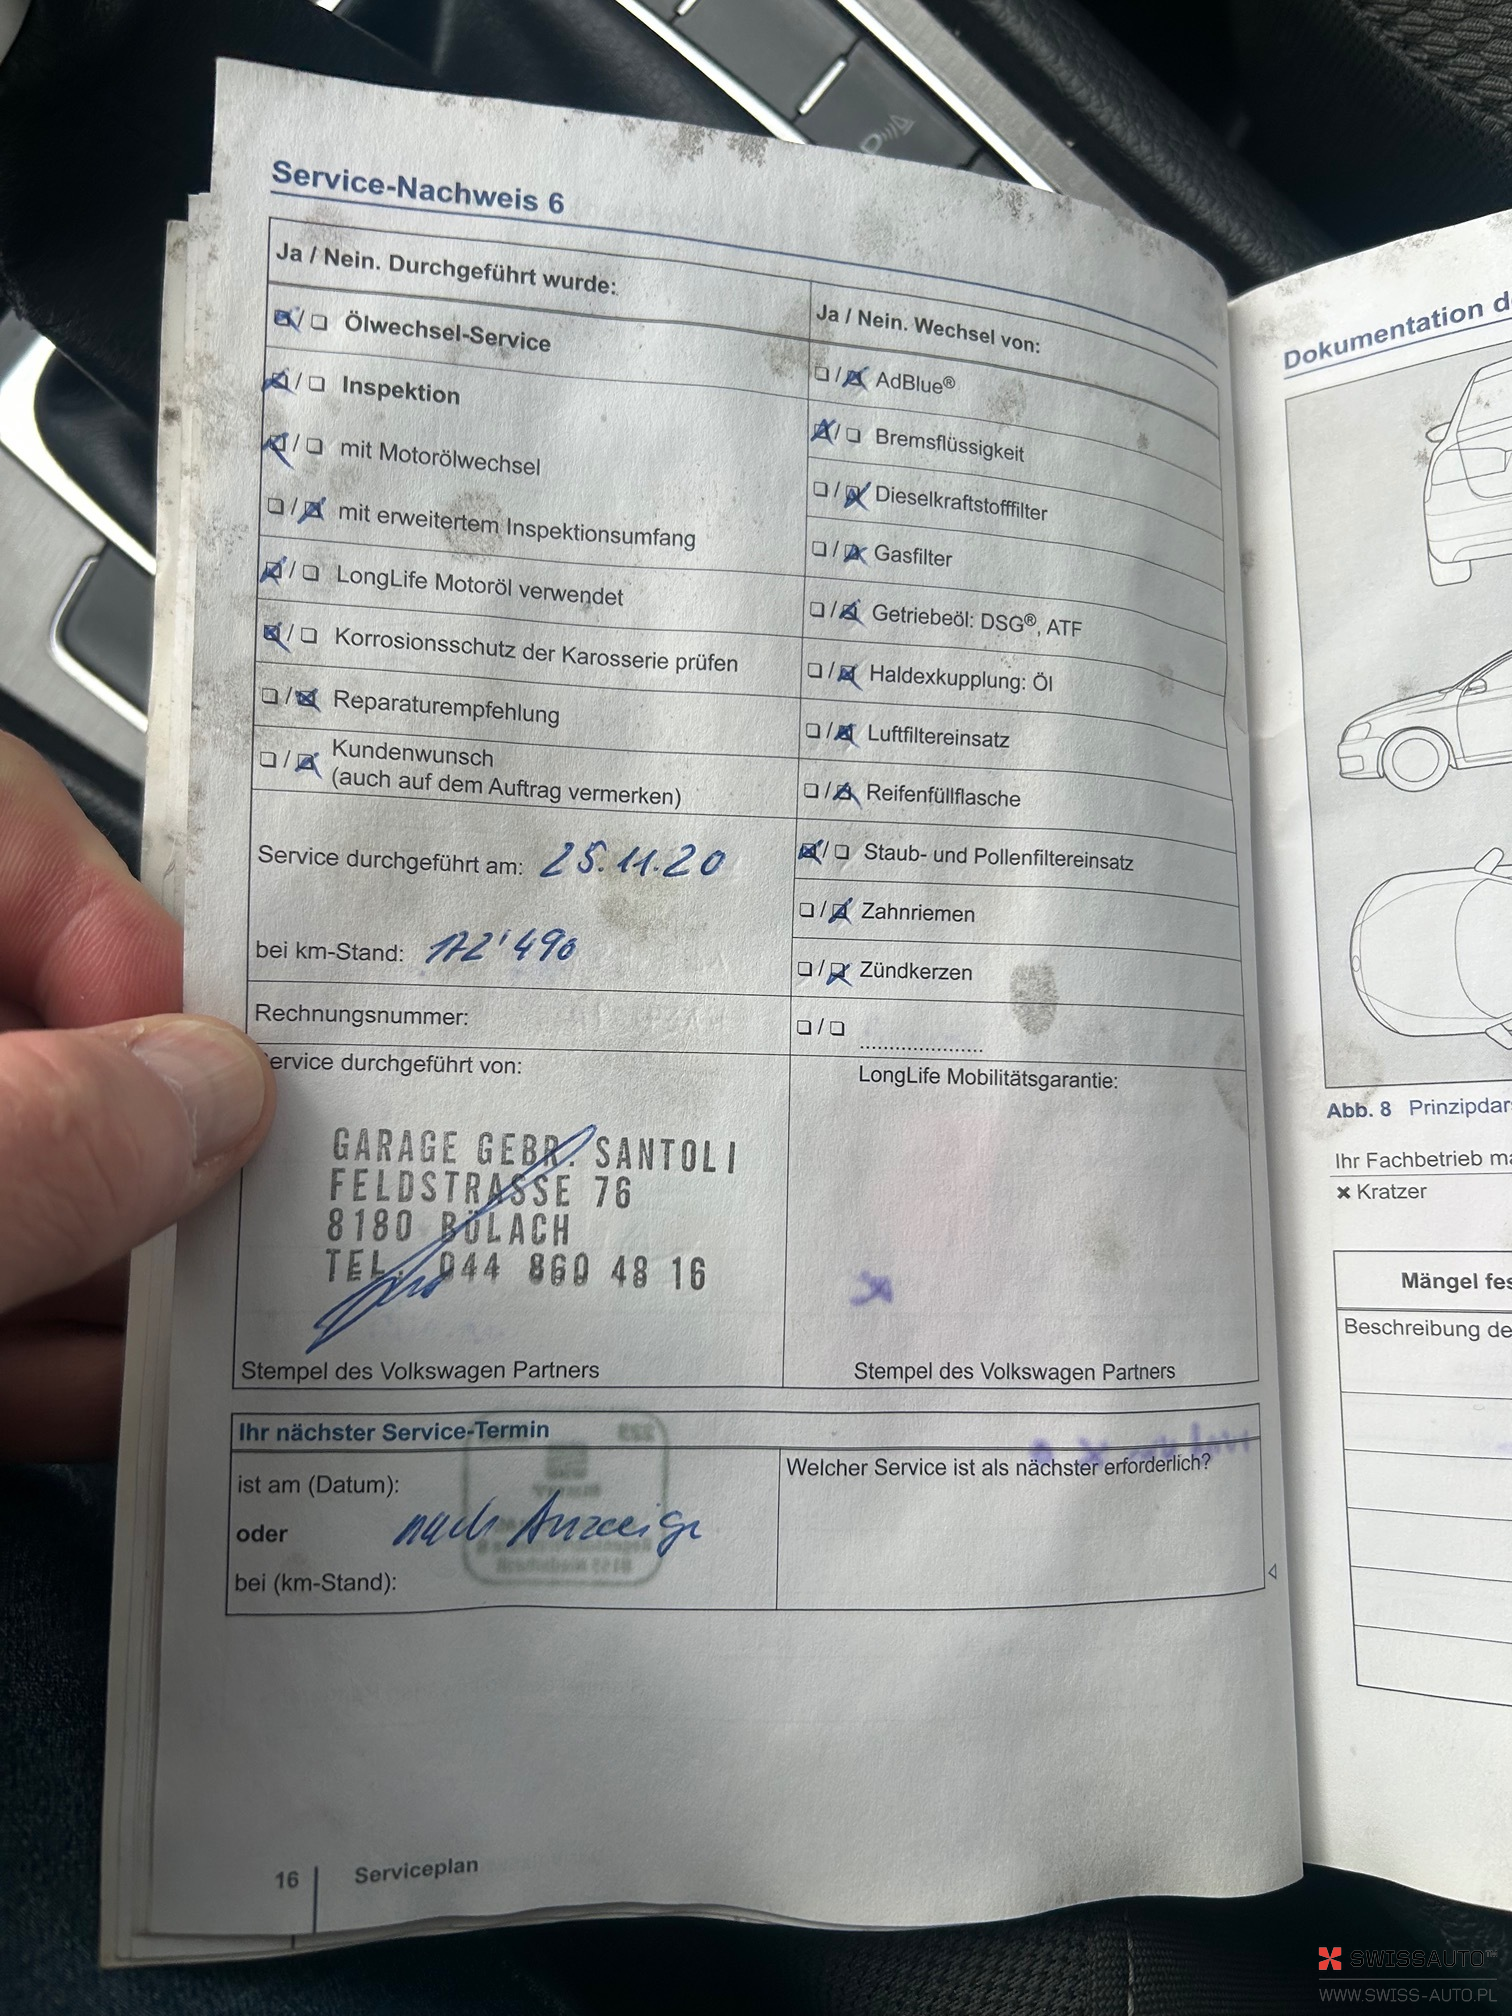 Service-Nachweis 6
Ja / Nein. Durchgeführt wurde:
Ölwechsel-Service
Inspektion
mit Motorölwechsel
mit erweitertem Inspektionsumfang
LongLife Motoröl verwendet
Korrosionsschutz der Karosserie prüfen
Reparaturempfehlung
Kundenwunsch
(auch auf dem Auftrag vermerken)
Service durchgeführt am: 25.11.20
bei km-Stand: 172'490
Rechnungsnummer:
ervice durchgeführt von:
GARAGE GEBR. SANTOLI
FELDSTRASSE 76
8180 BÜLACH
TEL. 044 860 48 16
Stempel des Volkswagen Partners
Ja / Nein. Wechsel von:
AdBlue®
Bremsflüssigkeit
Dieselkraftstofffilter
Gasfilter
Getriebeöl: DSG®, ATF
Haldexkupplung: Öl
Luftfiltereinsatz
Reifenfüllflasche
Staub- und Pollenfiltereinsatz
Zahnriemen
Zündkerzen
LongLife Mobilitätsgarantie:
Stempel des Volkswagen Partners
Ihr nächster Service-Termin
ist am (Datum):
oder nach Anzeige
bei (km-Stand):
Welcher Service ist als nächster erforderlich?
16 Serviceplan
Dokumentation d
Abb. 8 Prinzipdar
Ihr Fachbetrieb ma
× Kratzer
Mängel fes
Beschreibung de
SWISSAUTO
WWW.SWISS-AUTO.PL